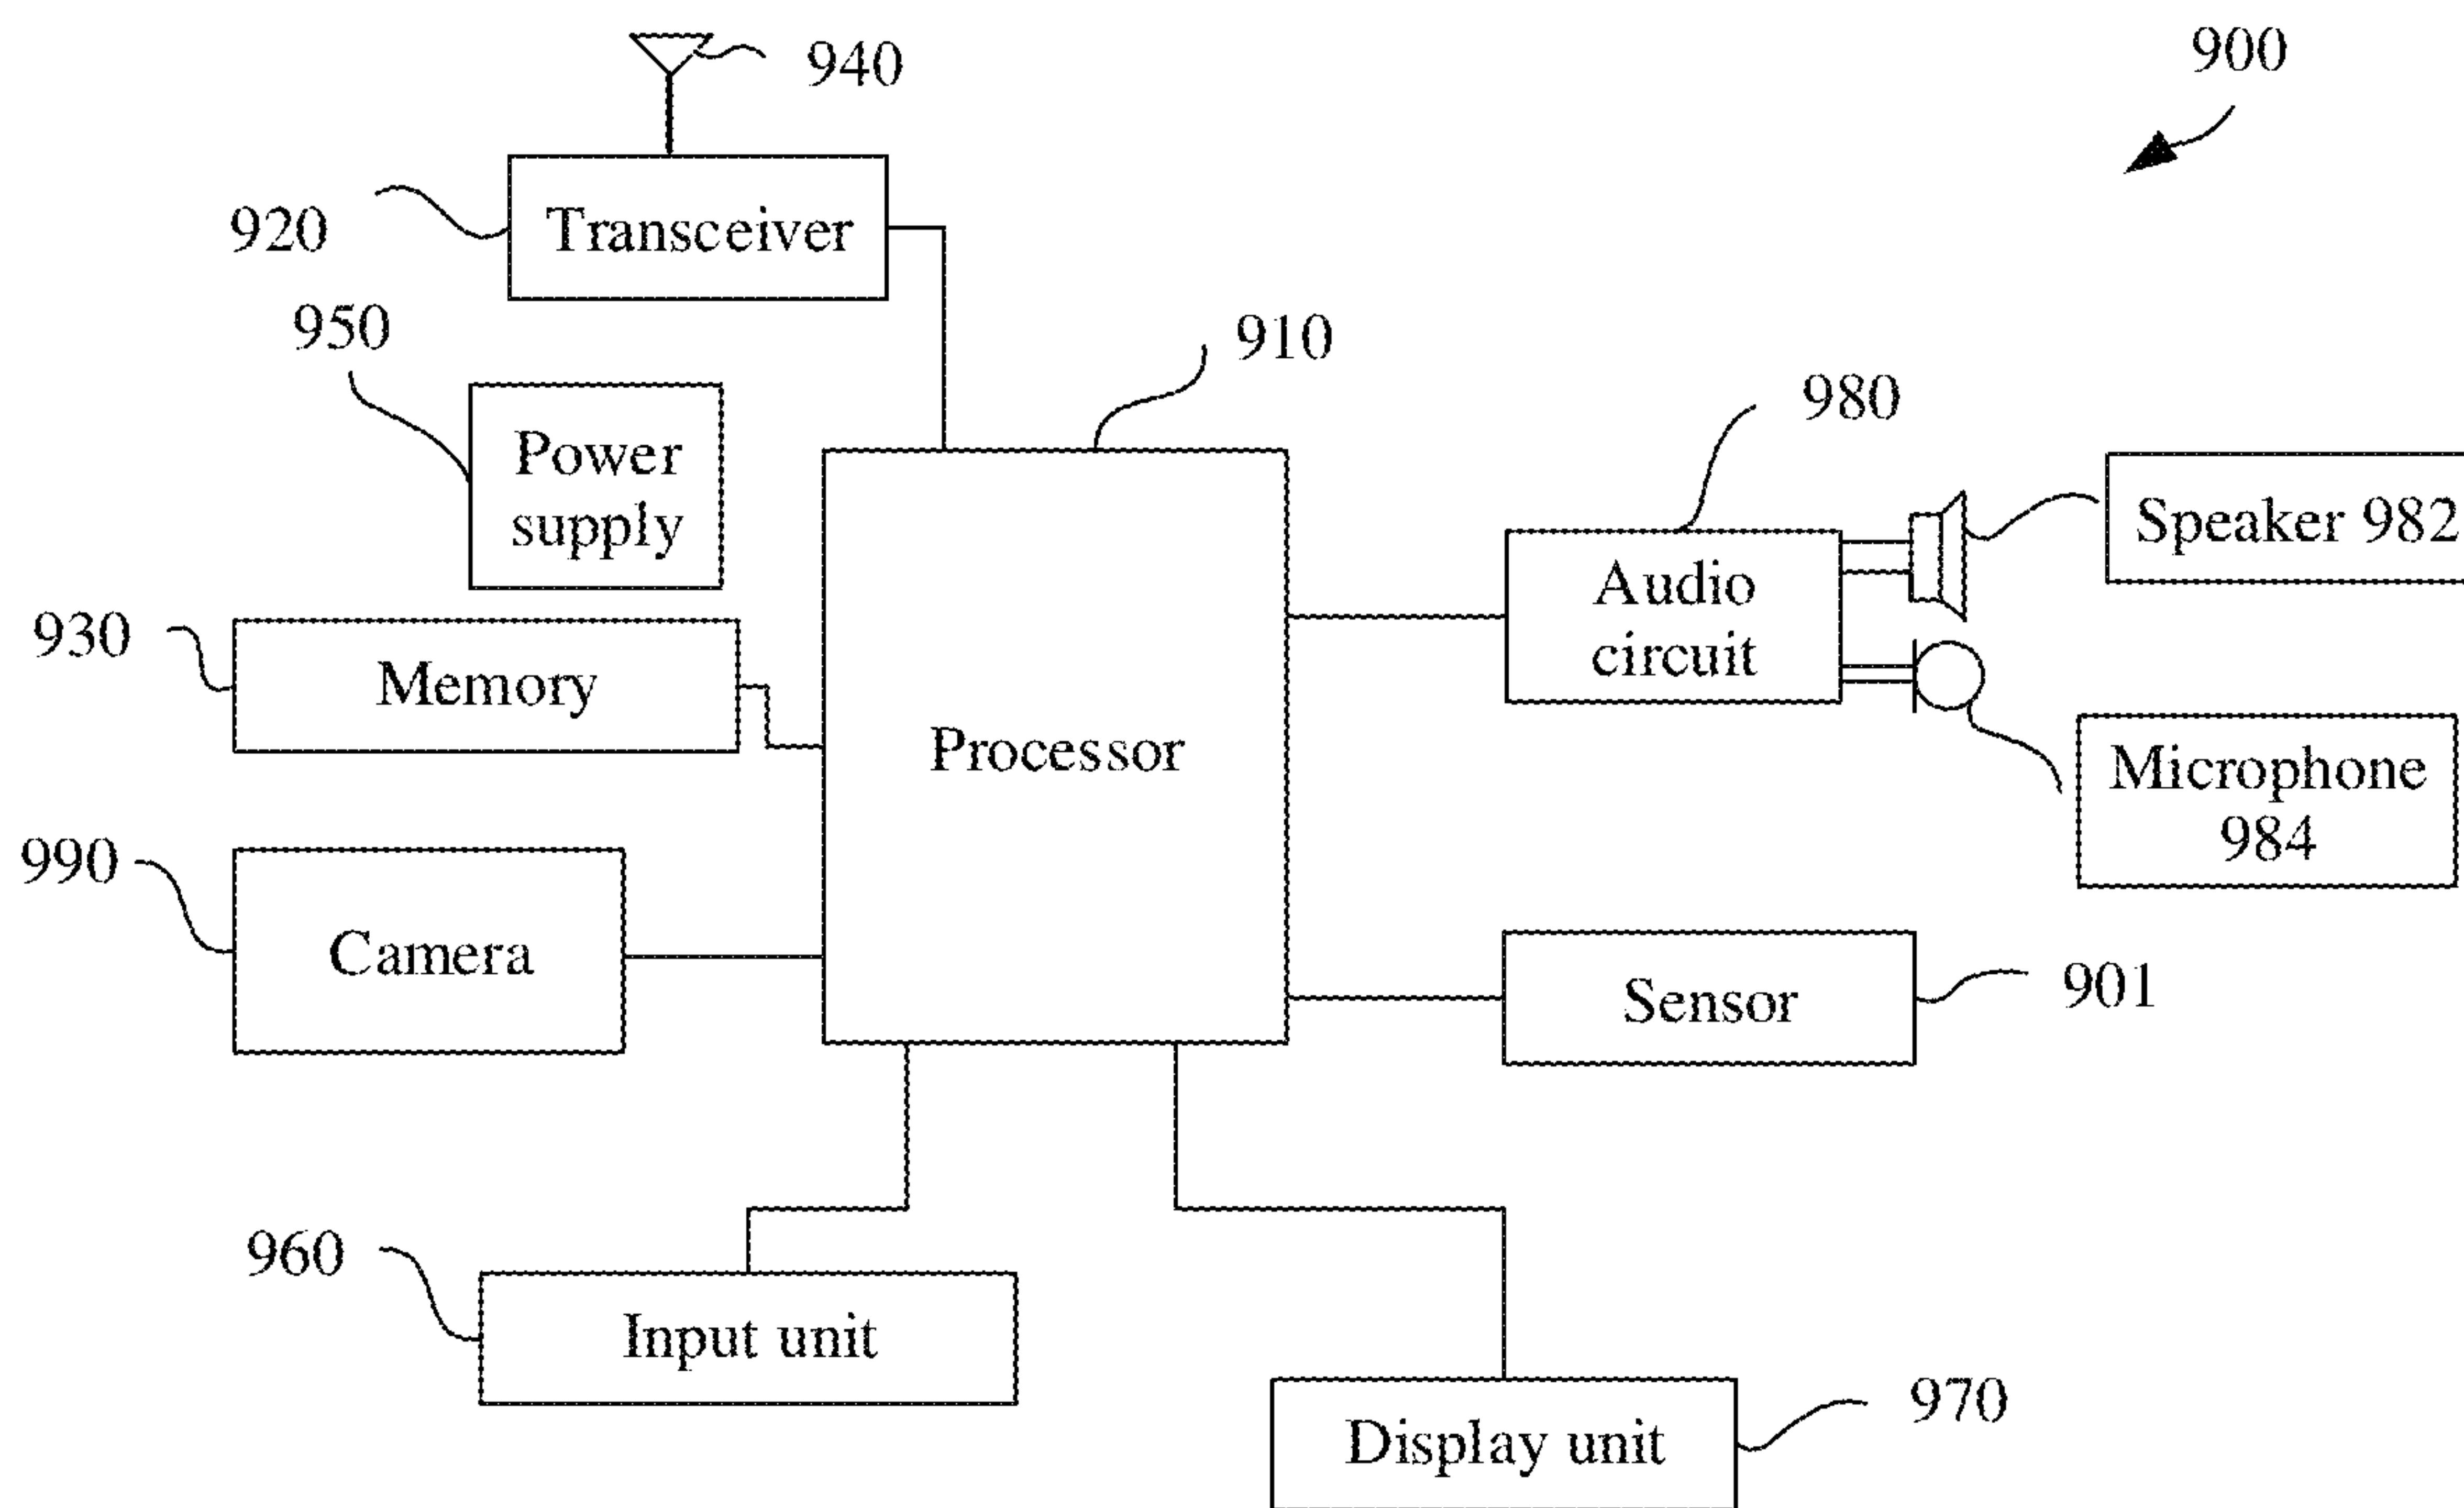 940
900
920
Transceiver
950
910
980
Power
supply
Speaker 982
Audio
circuit
930
Memory
Processor
Microphone
984
990
Camera
Sensor
901
960
Input unit
970
Display unit